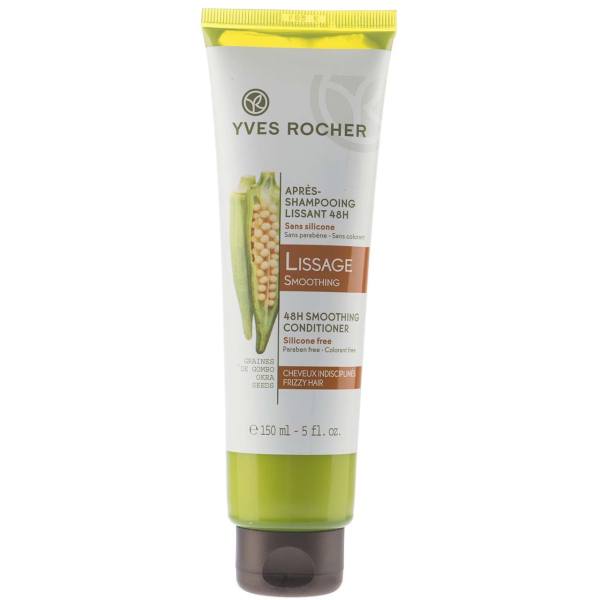 YVES ROCHER
APRÈS-
SHAMPOOING
LISSANT 48H
Sans silicone
Sans parabène - Sans colorant
LISSAGE
SMOOTHING
48H SMOOTHING
CONDITIONER
Silicone free
Paraben free - Colorant free
GRAINES
DE GOMBO
OKRA
SEEDS
CHEVEUX INDISCIPLINÉS
FRIZZY HAIR
℮ 150 ml - 5 fl. oz.